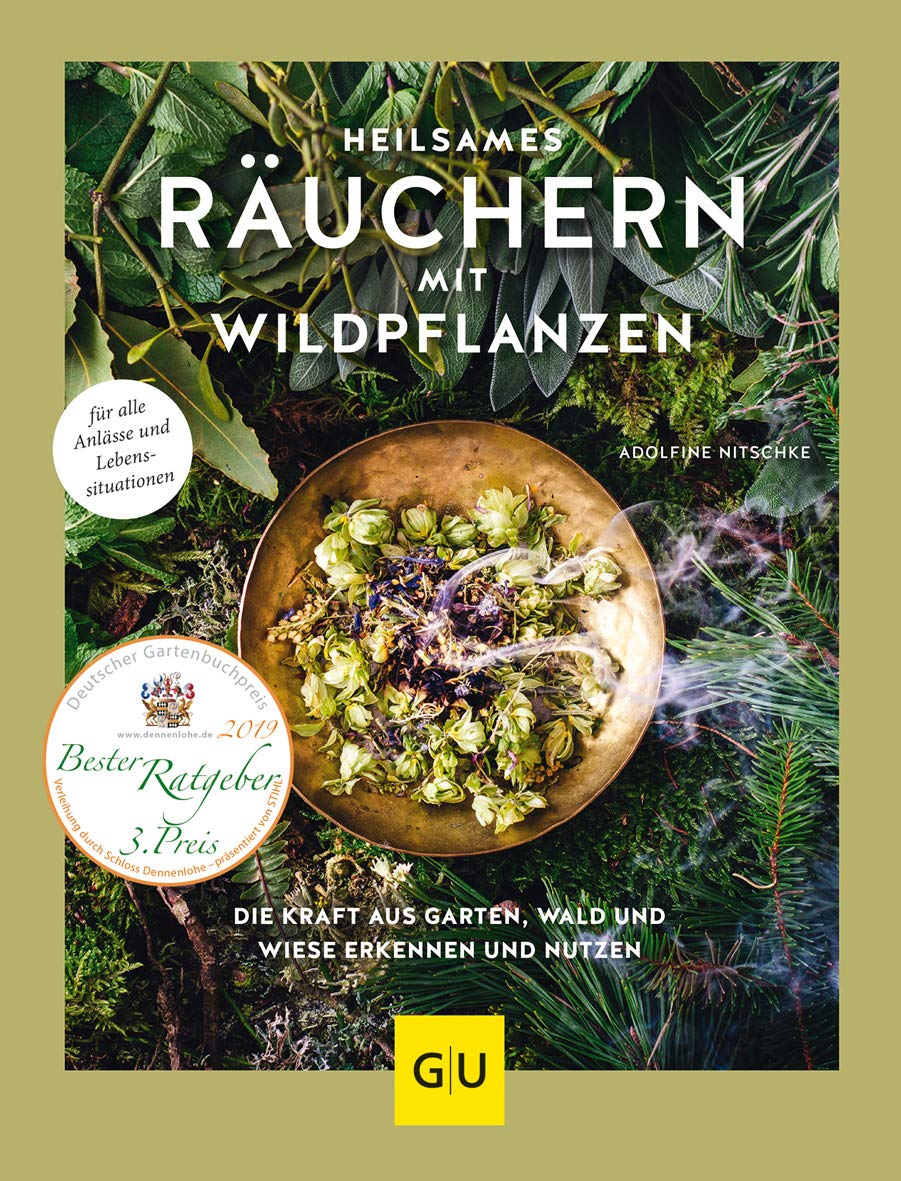 HEILSAMES
RÄUCHERN
MIT
WILDPFLANZEN
für alle
Anlässe und
Lebens-
situationen
ADOLFINE NITSCHKE
Deutscher Gartenbuchpreis
www.dennenlohe.de 2019
Bester Ratgeber
3. Preis
Verleihung durch Schloss Dennenlohe – präsentiert von STIHL
DIE KRAFT AUS GARTEN, WALD UND
WIESE ERKENNEN UND NUTZEN
G|U